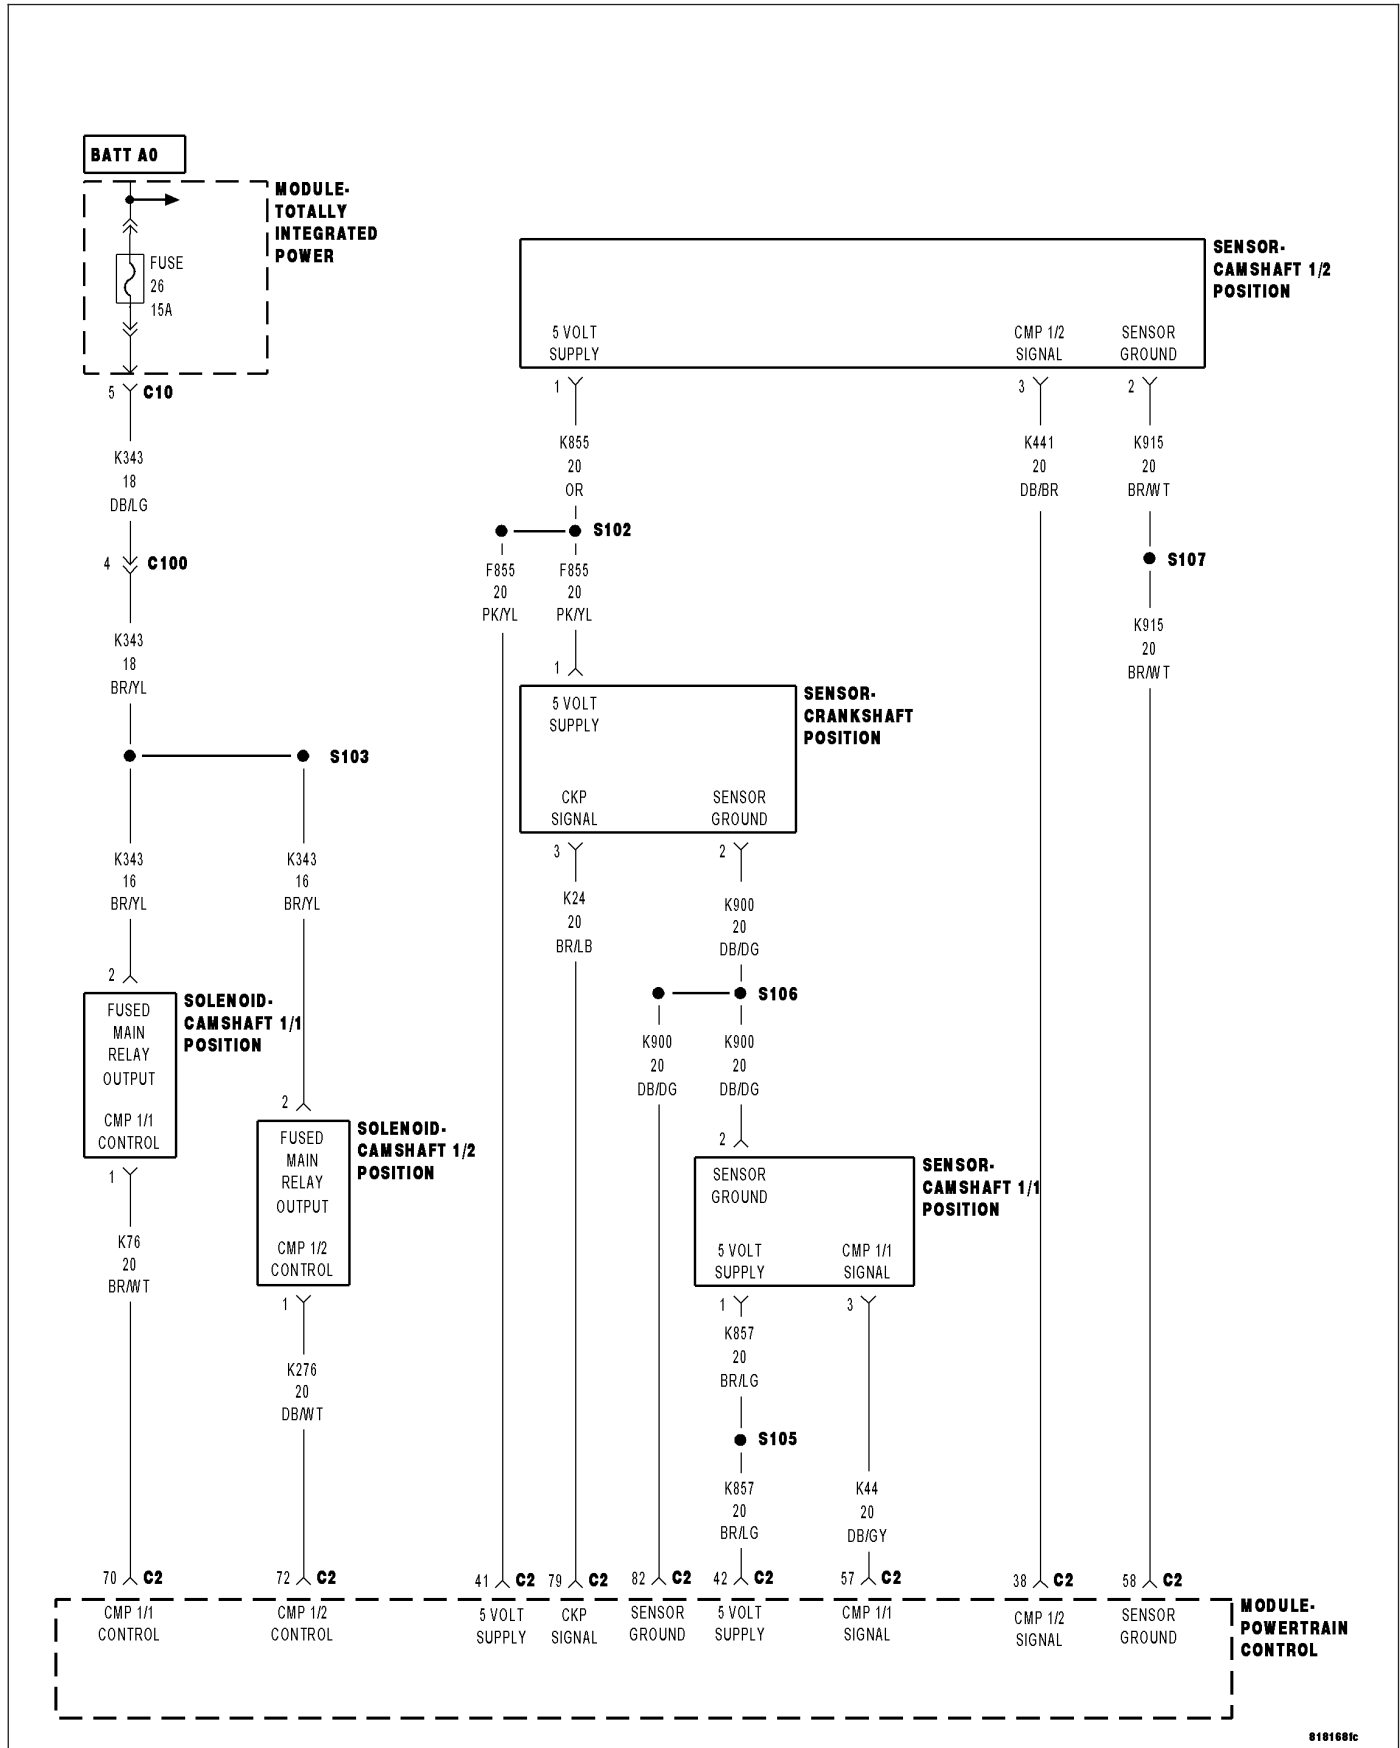 BATT A0
MODULE-
TOTALLY
INTEGRATED
POWER
FUSE
26
15A
5 C10
K343
18
DB/LG
4 C100
K343
18
BR/YL
S103
K343
16
BR/YL
K343
16
BR/YL
2
SOLENOID-
CAMSHAFT 1/1
POSITION
FUSED
MAIN
RELAY
OUTPUT
CMP 1/1
CONTROL
1
K76
20
BR/WT
2
SOLENOID-
CAMSHAFT 1/2
POSITION
FUSED
MAIN
RELAY
OUTPUT
CMP 1/2
CONTROL
1
K276
20
DB/WT
SENSOR-
CAMSHAFT 1/2
POSITION
5 VOLT
SUPPLY
CMP 1/2
SIGNAL
SENSOR
GROUND
1
3
2
K855
20
OR
K441
20
DB/BR
K915
20
BR/WT
S102
S107
F855
20
PK/YL
F855
20
PK/YL
K915
20
BR/WT
1
SENSOR-
CRANKSHAFT
POSITION
5 VOLT
SUPPLY
CKP
SIGNAL
SENSOR
GROUND
3
2
K24
20
BR/LB
K900
20
DB/DG
S106
K900
20
DB/DG
K900
20
DB/DG
2
SENSOR-
CAMSHAFT 1/1
POSITION
SENSOR
GROUND
5 VOLT
SUPPLY
CMP 1/1
SIGNAL
1
3
K857
20
BR/LG
S105
K857
20
BR/LG
K44
20
DB/GY
70 C2
72 C2
41 C2
79 C2
82 C2
42 C2
57 C2
38 C2
58 C2
CMP 1/1
CONTROL
CMP 1/2
CONTROL
5 VOLT
SUPPLY
CKP
SIGNAL
SENSOR
GROUND
5 VOLT
SUPPLY
CMP 1/1
SIGNAL
CMP 1/2
SIGNAL
SENSOR
GROUND
MODULE-
POWERTRAIN
CONTROL
818168fc